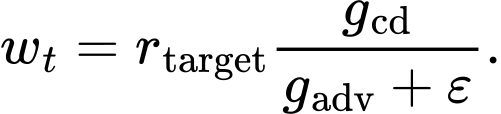 w_t = r_target g_cd / (g_adv + ε).